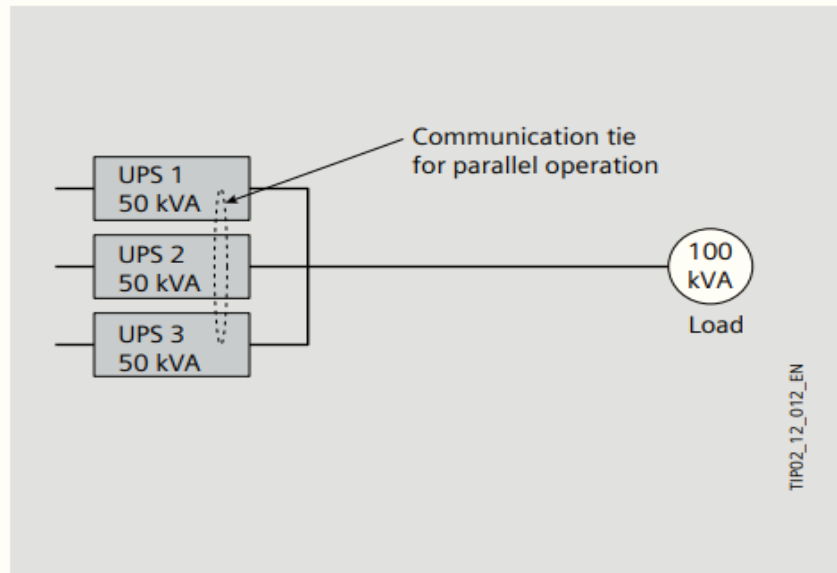 Communication tie
for parallel operation
UPS 1
50 kVA
UPS 2
50 kVA
UPS 3
50 kVA
100
kVA
Load
TIP02_12_012_EN